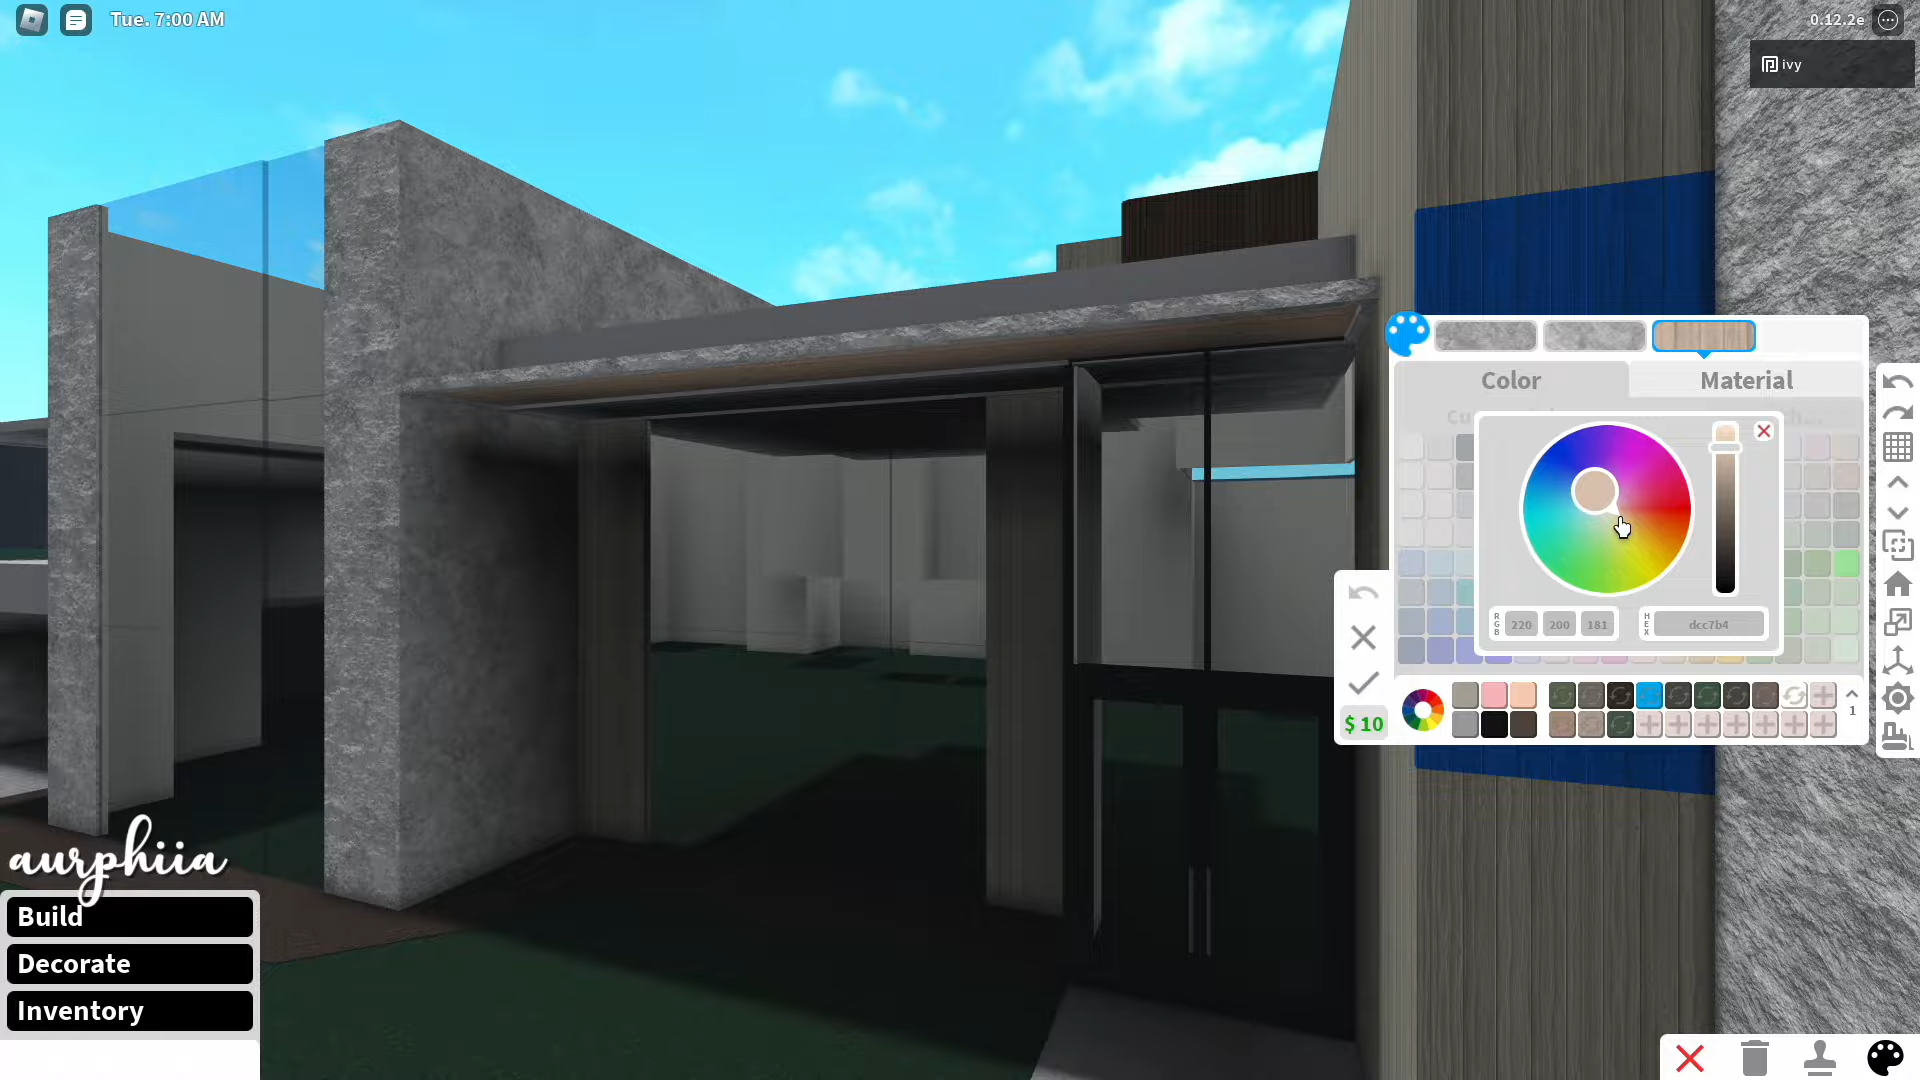 Tue. 7:00 AM
0.12.2e
ivy
Color
Material
R
G
B
220
200
181
H
E
X
dcc7b4
$ 10
1
aurphiia
Build
Decorate
Inventory